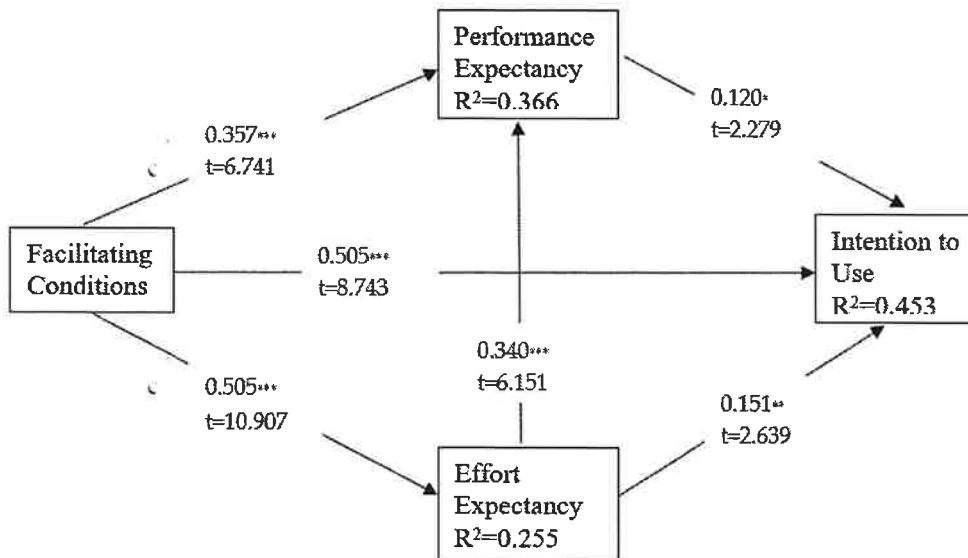 Performance
Expectancy
R²=0.366
0.120*
t=2.279
0.357***
t=6.741
Facilitating
Conditions
0.505***
t=8.743
Intention to
Use
R²=0.453
0.340***
t=6.151
0.505***
t=10.907
0.151**
t=2.639
Effort
Expectancy
R²=0.255